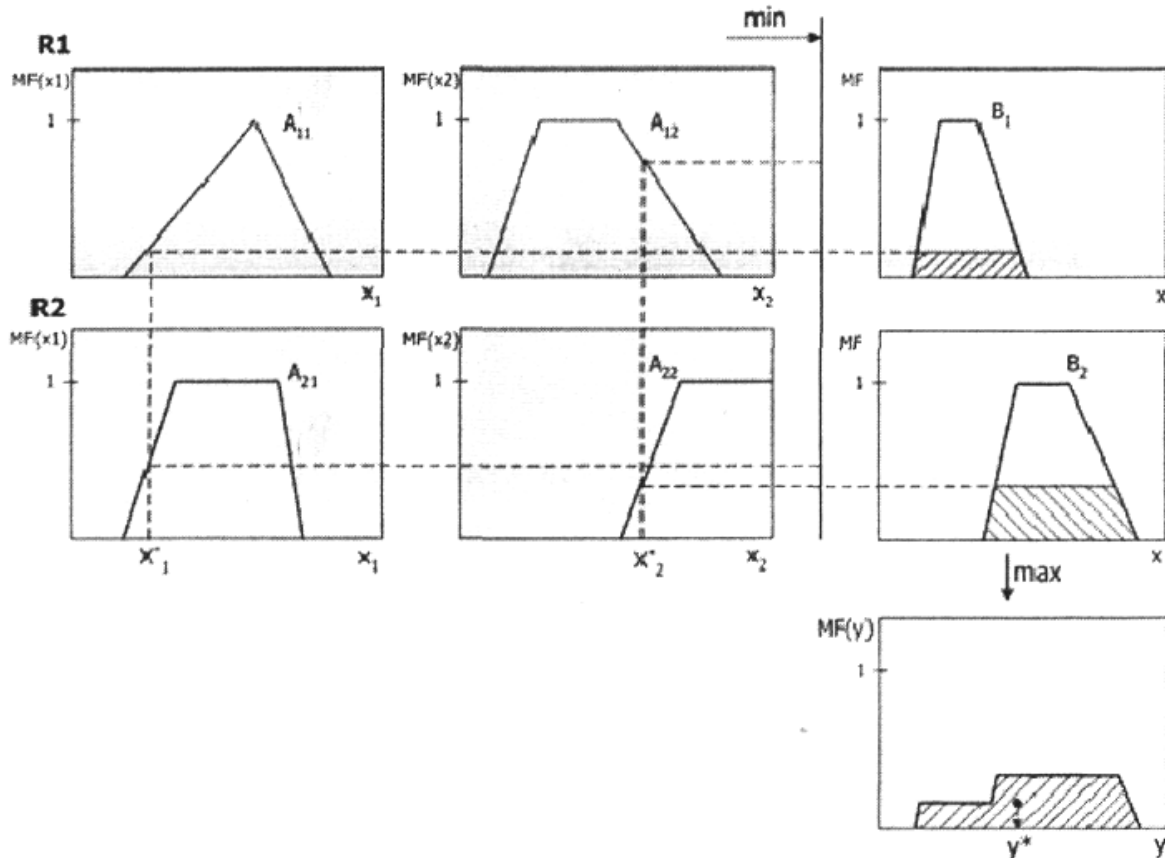 min
R1
MF(x1)
1
A11
x1
MF(x2)
1
A12
x2
MF
1
B1
x
R2
MF(x1)
1
A21
x*1
x1
MF(x2)
1
A22
x*2
x2
MF
1
B2
x
max
MF(y)
1
y*
y